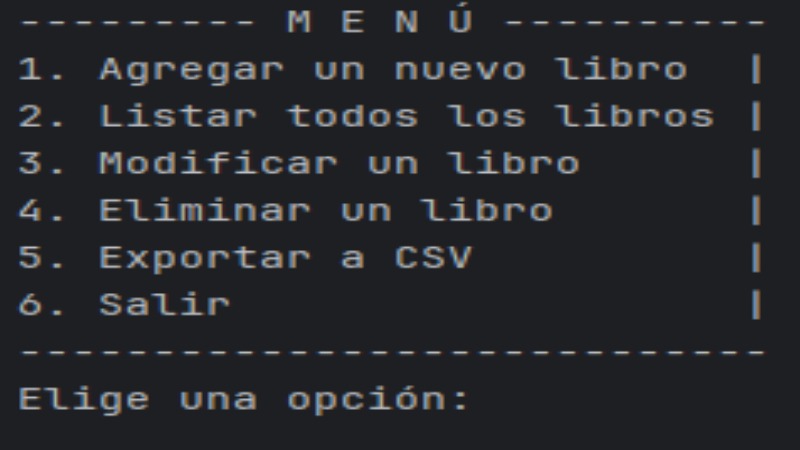 --------- M E N Ú ----------
1. Agregar un nuevo libro  |
2. Listar todos los libros |
3. Modificar un libro      |
4. Eliminar un libro       |
5. Exportar a CSV          |
6. Salir                   |
----------------------------
Elige una opción: